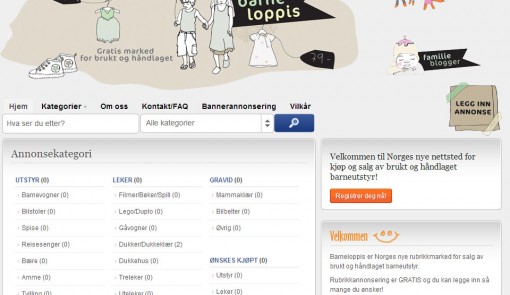 barne
loppis
Gratis marked
for brukt og håndlaget
79,-
familie
blogger
LEGG INN
ANNONSE
Hjem Kategorier Om oss Kontakt/FAQ Bannerannonsering Vilkår
Hva ser du etter? Alle kategorier
Annonsekategori
UTSTYR (0)
Barnevogner (0)
Bilstoler (0)
Spise (0)
Reisesenger (0)
Bære (0)
Amme (0)
Tvilling (0)
LEKER (0)
Filmer/Bøker/Spill (0)
Lego/Duplo (0)
Gåvogner (0)
Dukker/Dukkeklær (2)
Dukkehus (0)
Treleker (0)
Uteleker (0)
GRAVID (0)
Mammaklær (0)
Bilbelter (0)
Øvrig (0)
ØNSKES KJØPT (0)
Utstyr (0)
Leker (0)
Velkommen til Norges nye nettsted for
kjøp og salg av brukt og håndlaget
barneutstyr!
Registrer deg nå!
Velkommen
Barneloppis er Norges nye rubrikkmarked for salg
av brukt og håndlaget barneutstyr.
Rubrikkannonsering er GRATIS og du kan legge inn så
mange du ønsker!